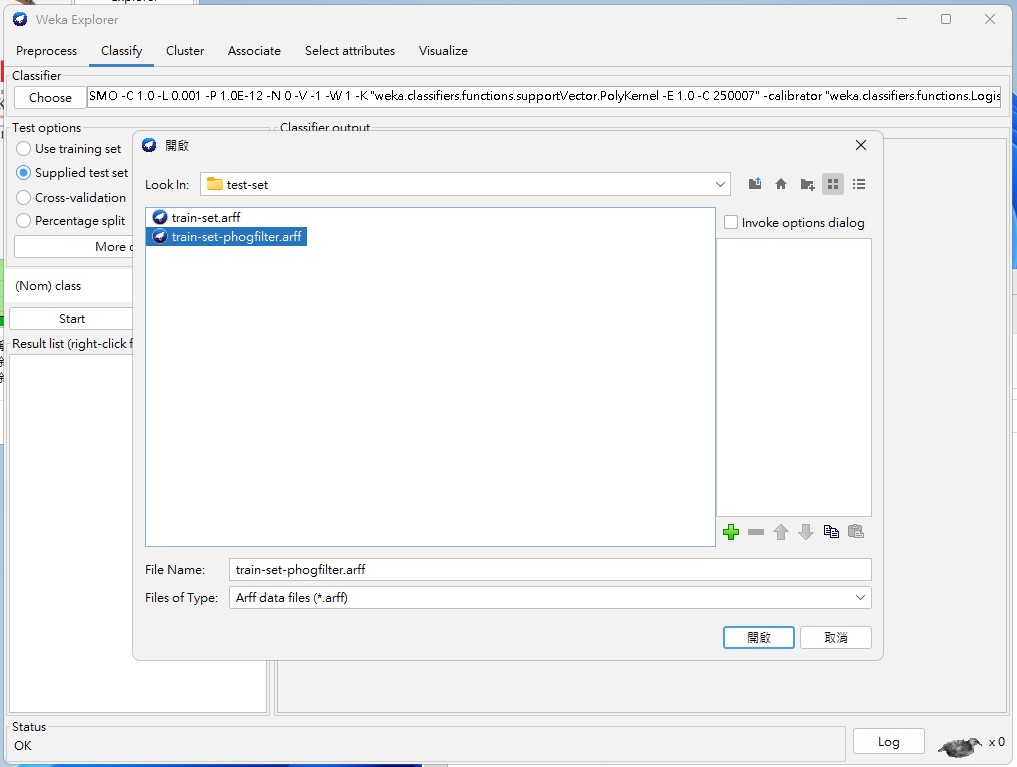 Weka Explorer
Preprocess Classify Cluster Associate Select attributes Visualize
Classifier
Choose SMO -C 1.0 -L 0.001 -P 1.0E-12 -N 0 -V -1 -W 1 -K "weka.classifiers.functions.supportVector.PolyKernel -E 1.0 -C 250007" -calibrator "weka.classifiers.functions.Logis
Test options
Classifier output
Use training set
Supplied test set
Cross-validation
Percentage split
More
(Nom) class
Start
Result list (right-click f
開啟
Look In: test-set
train-set.arff
train-set-phogfilter.arff
Invoke options dialog
File Name: train-set-phogfilter.arff
Files of Type: Arff data files (*.arff)
開啟 取消
Status
OK
Log x 0